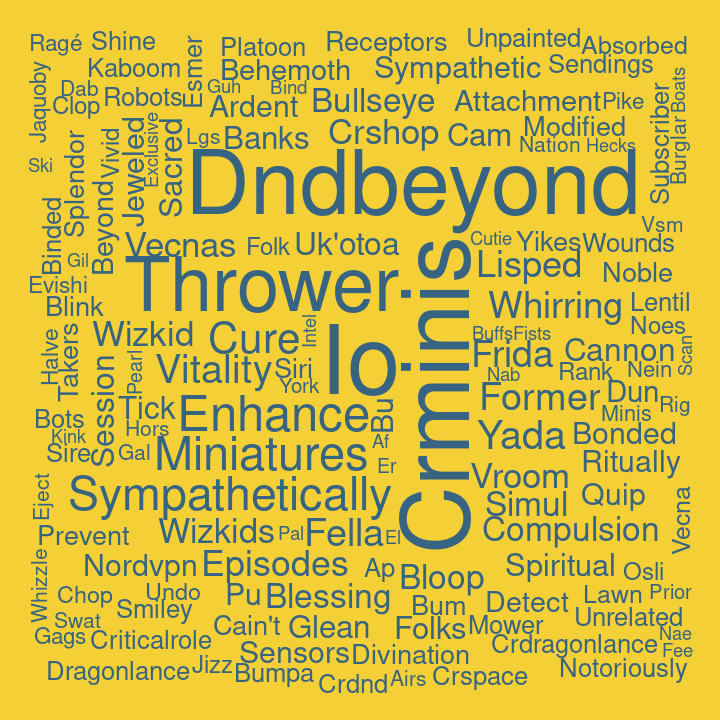 Ragé
Shine
Platoon
Receptors
Unpainted
Absorbed
Jaquoby
Kaboom
Esmer
Behemoth
Sympathetic
Sendings
Dab
Clop
Robots
Guh
Bind
Ardent
Bullseye
Attachment
Pike
Subscriber
Boats
Burglar
Lgs
Banks
Crshop
Cam
Modified
Nation
Hecks
Ski
Splendor
Vivid
Jeweled
Exclusive
Sacred
Dndbeyond
Binded
Beyond
Vecnas
Folk
Uk'otoa
Cutie
Yikes
Wounds
Vsm
Gil
Evishi
Thrower
Lisped
Noble
Blink
Whirring
Lentil
Noes
Halve
Takers
Wizkid
Cure
Intel
Io
Crminis
Buffs
Fists
Frida
Cannon
Scan
Pearl
Vitality
Siri
York
Nab
Rank
Nein
Session
Bots
Kink
Sire
Tick
Hors
Gal
Enhance
Bu
Af
Former
Dun
Minis
Rig
Yada
Bonded
Miniatures
Er
Vroom
Ritually
Eject
Sympathetically
Simul
Quip
Vecna
Prevent
Wizkids
Pal
Fella
El
Compulsion
Whizzle
Nordvpn
Episodes
Ap
Bloop
Spiritual
Osli
Chop
Undo
Pu
Blessing
Bum
Detect
Lawn
Prior
Swat
Smiley
Gags
Criticalrole
Cain't
Glean
Folks
Mower
Unrelated
Nae
Fee
Crdragonlance
Dragonlance
Jizz
Sensors
Divination
Bumpa
Crdnd
Airs
Crspace
Notoriously